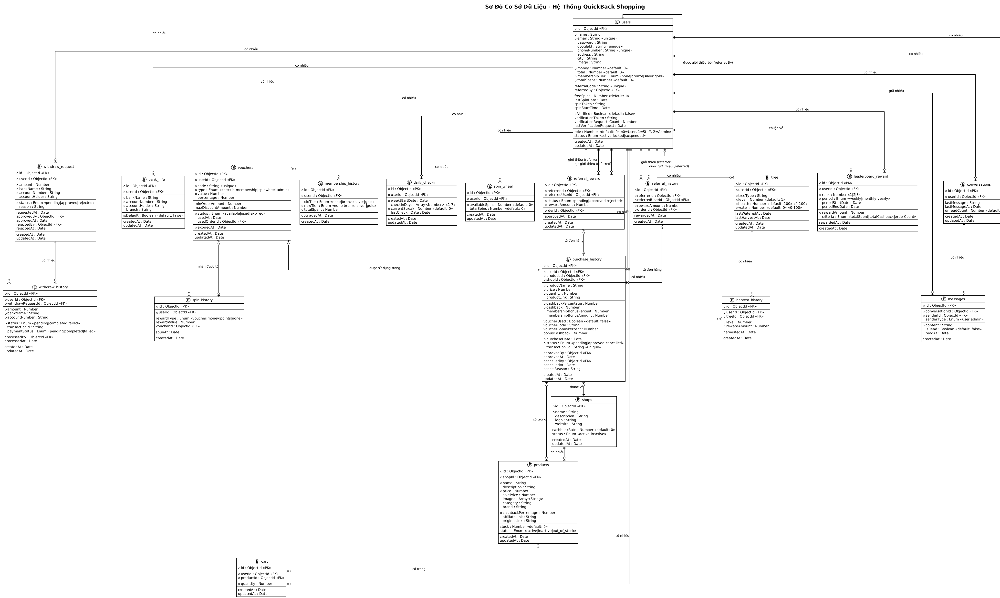 Sơ Đồ Cơ Sở Dữ Liệu - Hệ Thống QuickBack Shopping
E users
id : ObjectId «PK»
name : String
email : String «unique»
password : String
googleId : String «unique»
phoneNumber : String «unique»
address : String
city : String
image : String
money : Number «default: 0»
total : Number «default: 0»
membershipTier : Enum «none|bronze|silver|gold»
totalSpent : Number «default: 0»
referralCode : String «unique»
referredBy : ObjectId «FK»
freeSpins : Number «default: 1»
lastSpinDate : Date
spinToken : String
spinStartTime : Date
isVerified : Boolean «default: false»
verificationToken : String
verificationRequestsCount : Number
lastVerificationRequest : Date
role : Number «default: 0» «0=User, 1=Staff, 2=Admin»
status : Enum «active|locked|suspended»
createdAt : Date
updatedAt : Date
có nhiều
có nhiều
có nhiều
có nhiều
có nhiều
có nhiều
có nhiều
có nhiều
có nhiều
có nhiều
được giới thiệu bởi (referredBy)
gửi nhiều
có nhiều
thuộc về
có nhiều
giới thiệu (referrer)
được giới thiệu (referred)
giới thiệu (referrer)
được giới thiệu (referred)
có nhiều
E withdraw_request
id : ObjectId «PK»
userId : ObjectId «FK»
amount : Number
bankName : String
accountNumber : String
accountHolder : String
status : Enum «pending|approved|rejected»
reason : String
requestedAt : Date
approvedBy : ObjectId «FK»
approvedAt : Date
rejectedBy : ObjectId «FK»
rejectedAt : Date
createdAt : Date
updatedAt : Date
E bank_info
id : ObjectId «PK»
userId : ObjectId «FK»
bankName : String
accountNumber : String
accountHolder : String
branch : String
isDefault : Boolean «default: false»
createdAt : Date
updatedAt : Date
E vouchers
id : ObjectId «PK»
userId : ObjectId «FK»
code : String «unique»
type : Enum «checkin|membership|spinwheel|admin»
value : Number
percentage : Number
minOrderAmount : Number
maxDiscountAmount : Number
status : Enum «available|used|expired»
usedAt : Date
usedOrderId : ObjectId «FK»
expiredAt : Date
createdAt : Date
updatedAt : Date
E membership_history
id : ObjectId «PK»
userId : ObjectId «FK»
oldTier : Enum «none|bronze|silver|gold»
newTier : Enum «none|bronze|silver|gold»
totalSpent : Number
upgradedAt : Date
createdAt : Date
E daily_checkin
id : ObjectId «PK»
userId : ObjectId «FK»
weekStartDate : Date
checkInDays : Array<Number> «1-7»
currentStreak : Number «default: 0»
lastCheckInDate : Date
createdAt : Date
updatedAt : Date
E spin_wheel
id : ObjectId «PK»
userId : ObjectId «FK»
availableSpins : Number «default: 0»
totalSpins : Number «default: 0»
createdAt : Date
updatedAt : Date
E referral_reward
id : ObjectId «PK»
referrerId : ObjectId «FK»
referredUserId : ObjectId «FK»
status : Enum «pending|approved|rejected»
rewardAmount : Number
orderId : ObjectId «FK»
approvedAt : Date
createdAt : Date
updatedAt : Date
có nhiều
E referral_history
id : ObjectId «PK»
referrerId : ObjectId «FK»
referredUserId : ObjectId «FK»
rewardAmount : Number
orderId : ObjectId «FK»
rewardedAt : Date
createdAt : Date
E tree
id : ObjectId «PK»
userId : ObjectId «FK»
treeType : String
level : Number «default: 1»
health : Number «default: 100» «0-100»
water : Number «default: 0» «0-100»
lastWateredAt : Date
lastHarvestAt : Date
createdAt : Date
updatedAt : Date
E leaderboard_reward
id : ObjectId «PK»
userId : ObjectId «FK»
rank : Number «1|2|3»
period : Enum «weekly|monthly|yearly»
periodStartDate : Date
periodEndDate : Date
rewardAmount : Number
criteria : Enum «totalSpent|totalCashback|orderCount»
rewardedAt : Date
createdAt : Date
E conversations
id : ObjectId «PK»
userId : ObjectId «FK»
lastMessage : String
lastMessageAt : Date
unreadCount : Number «default
createdAt : Date
updatedAt : Date
có nhiều
nhận được từ
được sử dụng trong
từ đơn hàng
từ đơn hàng
có nhiều
có nhiều
có nhiều
E withdraw_history
id : ObjectId «PK»
userId : ObjectId «FK»
withdrawRequestId : ObjectId «FK»
amount : Number
bankName : String
accountNumber : String
status : Enum «pending|completed|failed»
transactionId : String
paymentStatus : Enum «pending|completed|failed»
processedBy : ObjectId «FK»
processedAt : Date
createdAt : Date
updatedAt : Date
E spin_history
id : ObjectId «PK»
userId : ObjectId «FK»
rewardType : Enum «voucher|money|points|none»
rewardValue : Number
voucherId : ObjectId «FK»
spunAt : Date
createdAt : Date
E purchase_history
id : ObjectId «PK»
userId : ObjectId «FK»
productId : ObjectId «FK»
shopId : ObjectId «FK»
productName : String
price : Number
quantity : Number
productLink : String
cashbackPercentage : Number
cashback : Number
membershipBonusPercent : Number
membershipBonusAmount : Number
voucherUsed : Boolean «default: false»
voucherCode : String
voucherBonusPercent : Number
bonusCashback : Number
purchaseDate : Date
status : Enum «pending|approved|cancelled»
transaction_id : String «unique»
approvedBy : ObjectId «FK»
approvedAt : Date
cancelledBy : ObjectId «FK»
cancelledAt : Date
cancelReason : String
createdAt : Date
updatedAt : Date
E harvest_history
id : ObjectId «PK»
userId : ObjectId «FK»
treeId : ObjectId «FK»
level : Number
rewardAmount : Number
harvestedAt : Date
createdAt : Date
E messages
id : ObjectId «PK»
conversationId : ObjectId «FK»
senderId : ObjectId «FK»
senderType : Enum «user|admin»
content : String
isRead : Boolean «default: false»
readAt : Date
createdAt : Date
thuộc về
E shops
id : ObjectId «PK»
name : String
description : String
logo : String
website : String
cashbackRate : Number «default: 0»
status : Enum «active|inactive»
createdAt : Date
updatedAt : Date
có trong
có nhiều
E products
id : ObjectId «PK»
shopId : ObjectId «FK»
name : String
description : String
price : Number
salePrice : Number
images : Array<String>
category : String
brand : String
cashbackPercentage : Number
affiliateLink : String
originalLink : String
stock : Number «default: 0»
status : Enum «active|inactive|out_of_stock»
createdAt : Date
updatedAt : Date
có nhiều
E cart
id : ObjectId «PK»
userId : ObjectId «FK»
productId : ObjectId «FK»
quantity : Number
createdAt : Date
updatedAt : Date
có trong